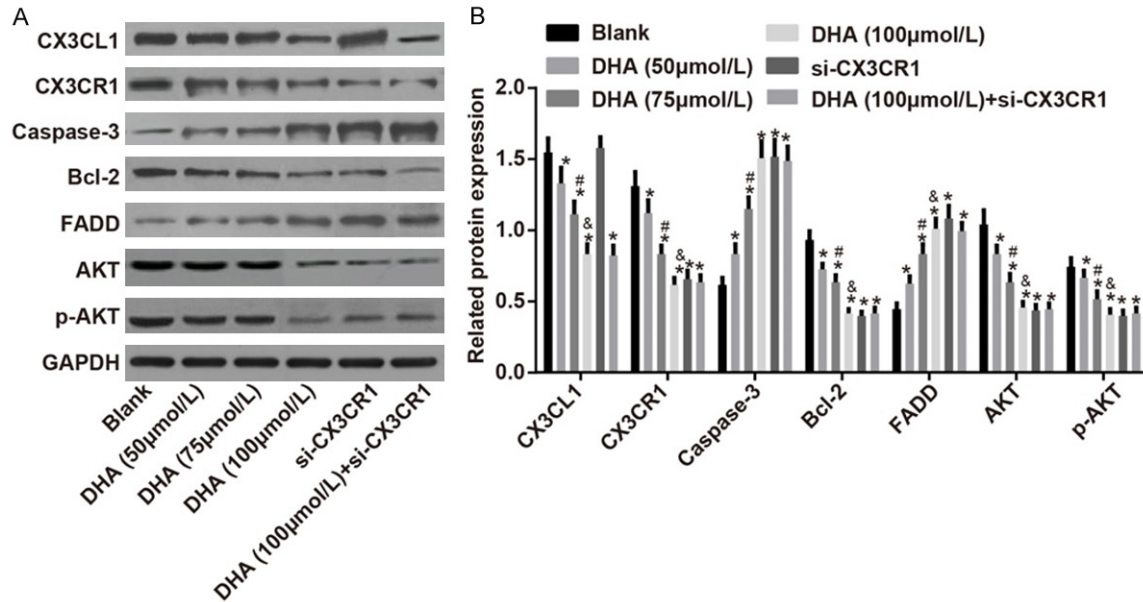 A
CX3CL1
CX3CR1
Caspase-3
Bcl-2
FADD
AKT
p-AKT
GAPDH
Blank
DHA (50μmol/L)
DHA (75μmol/L)
DHA (100μmol/L)
si-CX3CR1
DHA (100μmol/L)+si-CX3CR1
B
Blank
DHA (50μmol/L)
DHA (75μmol/L)
DHA (100μmol/L)
si-CX3CR1
DHA (100μmol/L)+si-CX3CR1
Related protein expression
2.0
1.5
1.0
0.5
0.0
* # * & * *
* # * & * * *
* # * * * *
* # * & * * *
* # * & * * *
* # * & * * *
* # * & * * *
CX3CL1
CX3CR1
Caspase-3
Bcl-2
FADD
AKT
p-AKT